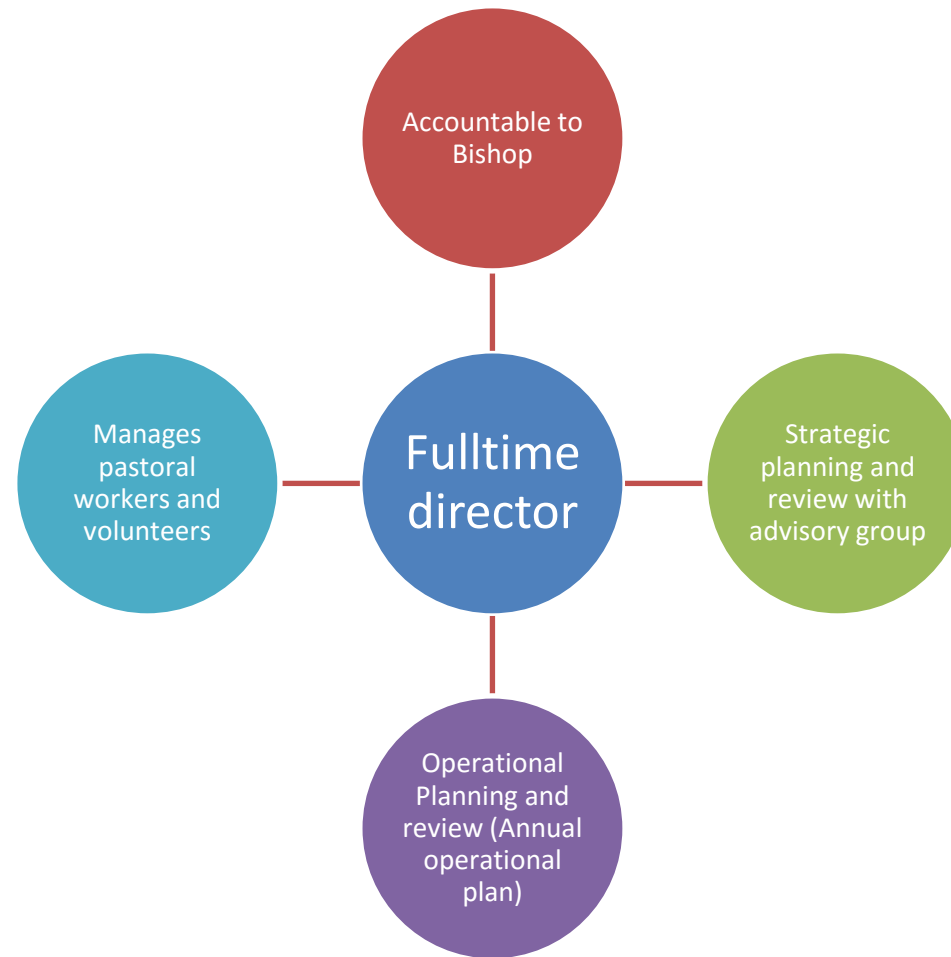 Accountable to
Bishop
Manages
pastoral
workers and
volunteers
Fulltime
director
Strategic
planning and
review with
advisory group
Operational
Planning and
review (Annual
operational
plan)